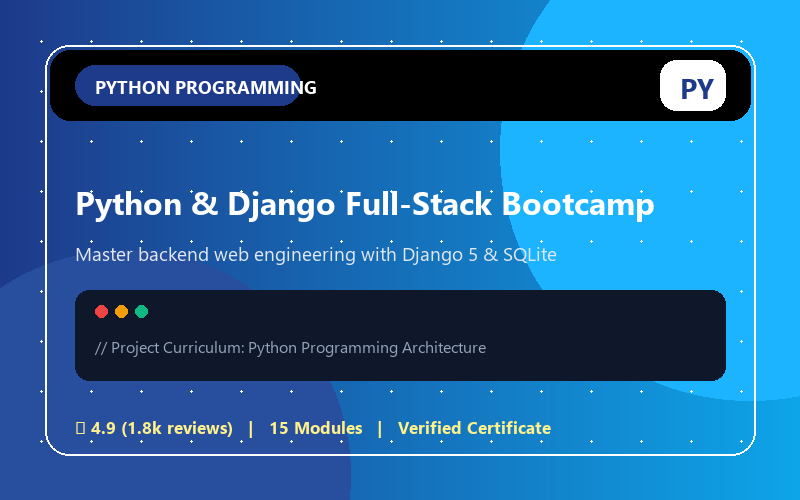 PYTHON PROGRAMMING
PY
Python & Django Full-Stack Bootcamp
Master backend web engineering with Django 5 & SQLite
// Project Curriculum: Python Programming Architecture
▯ 4.9 (1.8k reviews) | 15 Modules | Verified Certificate